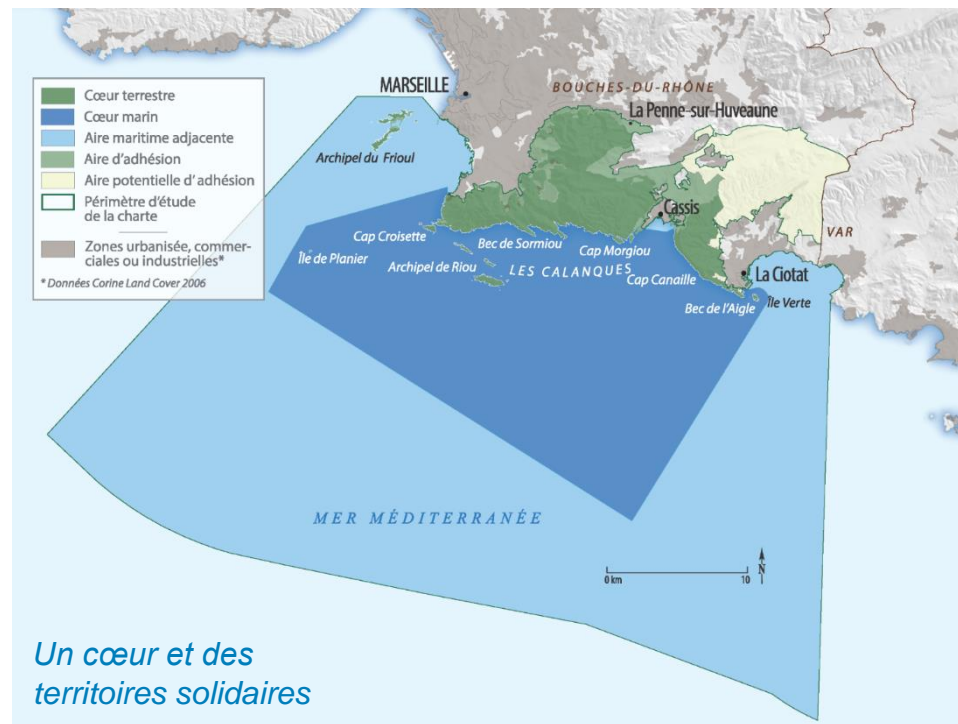 Cœur terrestre
Cœur marin
Aire maritime adjacente
Aire d'adhésion
Aire potentielle d'adhésion
Périmètre d'étude
de la charte
Zones urbanisée, commer-
ciales ou industrielles*
* Données Corine Land Cover 2006
MARSEILLE
BOUCHES-DU-RHÔNE
La Penne-sur-Huveaune
Archipel du Frioul
Cassis
VAR
Cap Croisette
Bec de Sormiou
Cap Morgiou
Île de Planier
Archipel de Riou
LES CALANQUES
Cap Canaille
La Ciotat
Bec de l'Aigle
Île Verte
MER MÉDITERRANÉE
0 km
10
N
Un cœur et des
territoires solidaires